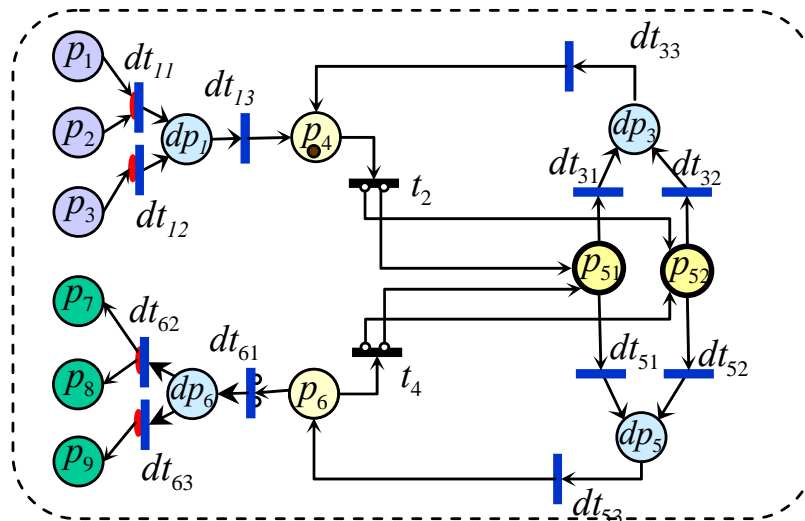 p₁
dt₁₁
dt₃₃
dt₁₃
p₂
dp₁
p₄
dp₃
dt₃₁
dt₃₂
p₃
dt₁₂
t₂
p₅₁
p₅₂
p₇
dt₆₂
dt₆₁
dt₅₁
dt₅₂
p₈
dp₆
p₆
t₄
dp₅
p₉
dt₆₃
dt₅₃